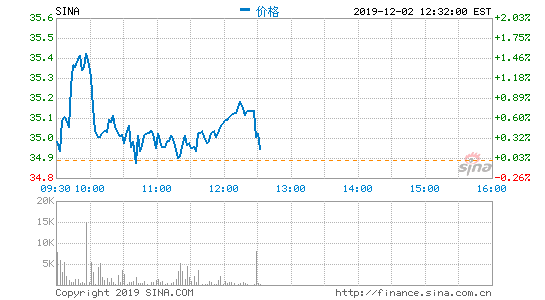 SINA 价格 2019-12-02 12:32:00 EST
35.6 +2.03%
35.4 +1.76%
35.3 +1.46%
35.2 +1.18%
35.1 +0.89%
35.1 +0.60%
35.0 +0.32%
34.9 +0.03%
34.8 -0.26%
sina
09:30 10:00 11:00 12:00 13:00 14:00 15:00 16:00
20K
15K
10K
5K
Copyright 2019 SINA.COM http://finance.sina.com.cn